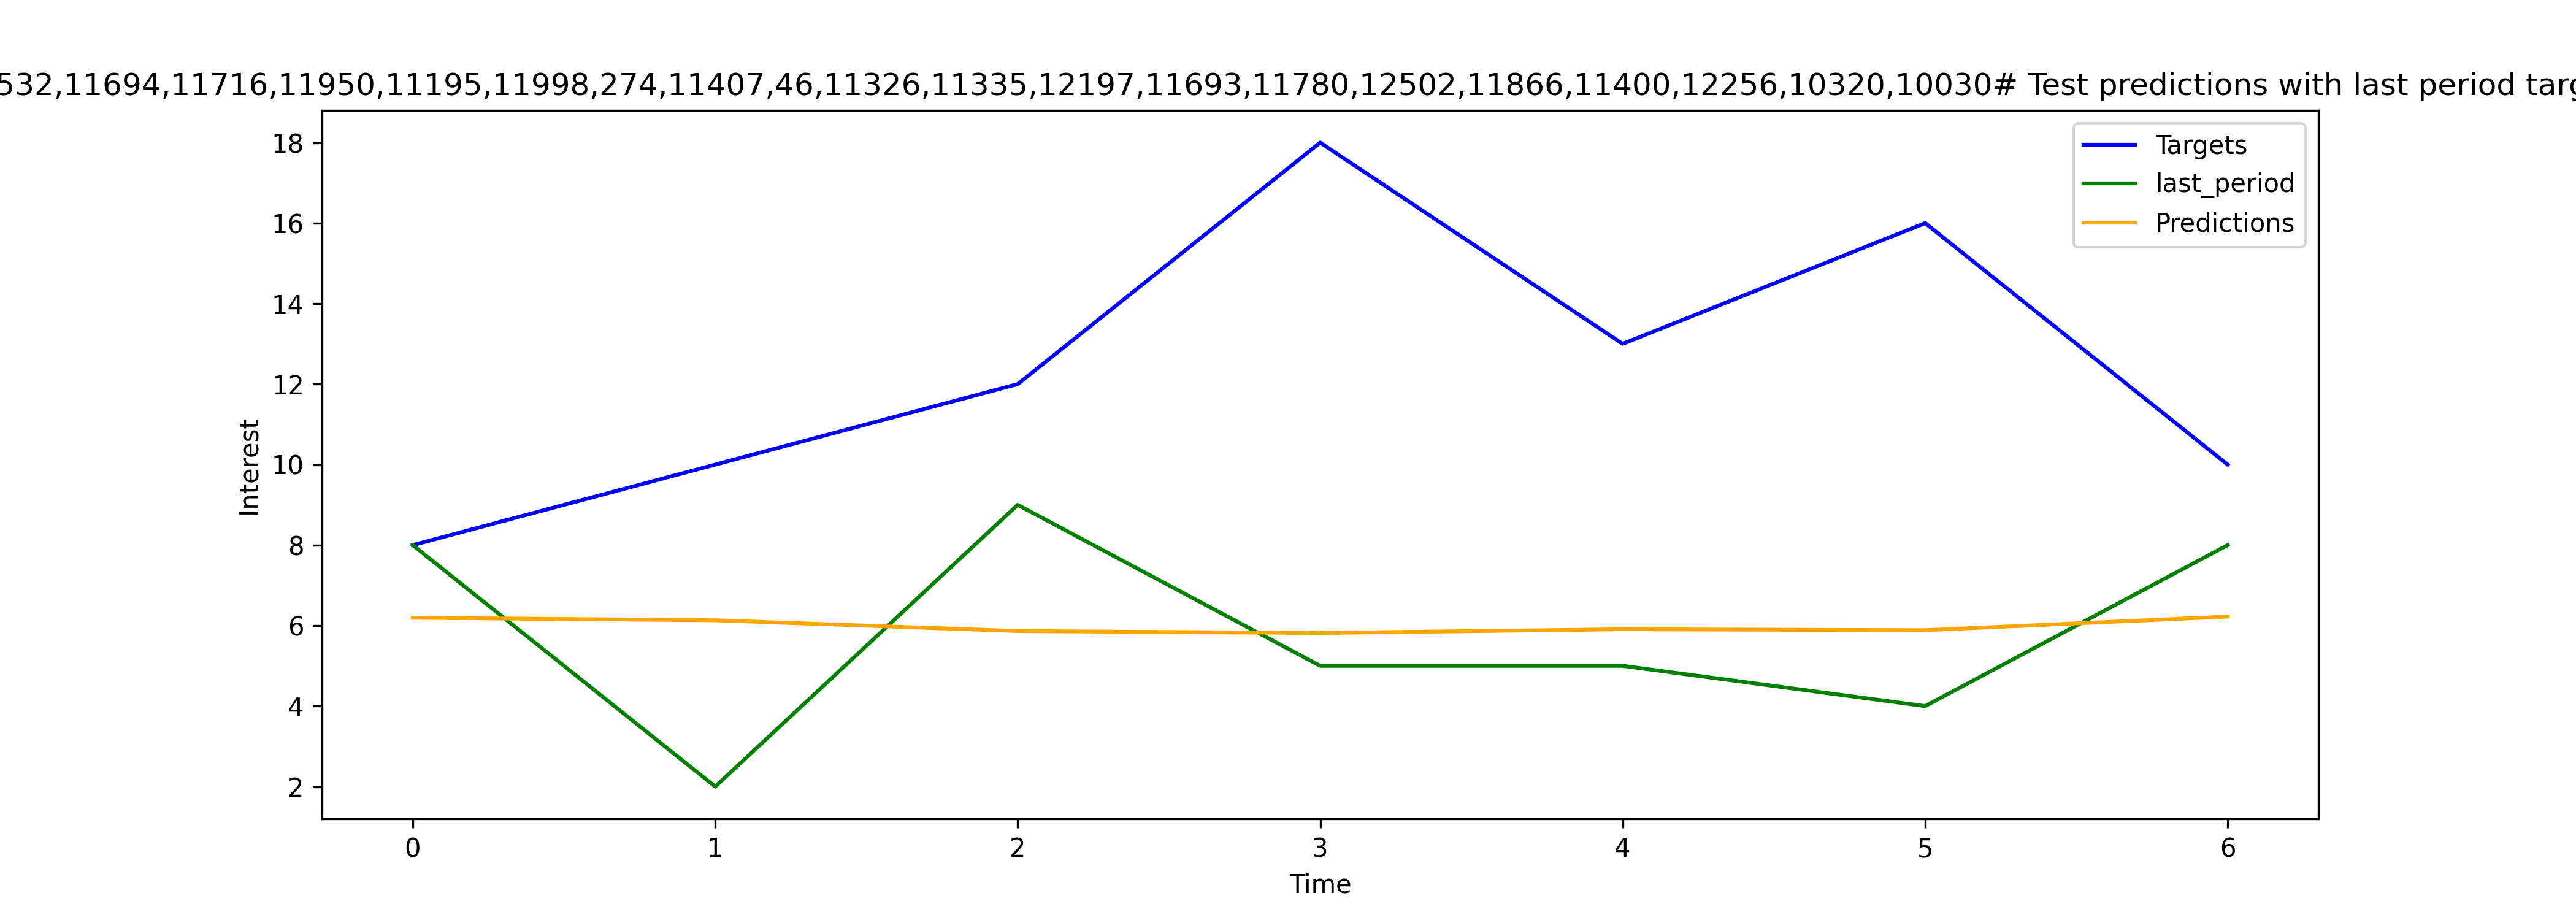 532,11694,11716,11950,11195,11998,274,11407,46,11326,11335,12197,11693,11780,12502,11866,11400,12256,10320,10030# Test predictions with last period targ
18
16
14
12
10
8
6
4
2
Interest
Targets
last_period
Predictions
0 1 2 3 4 5 6
Time